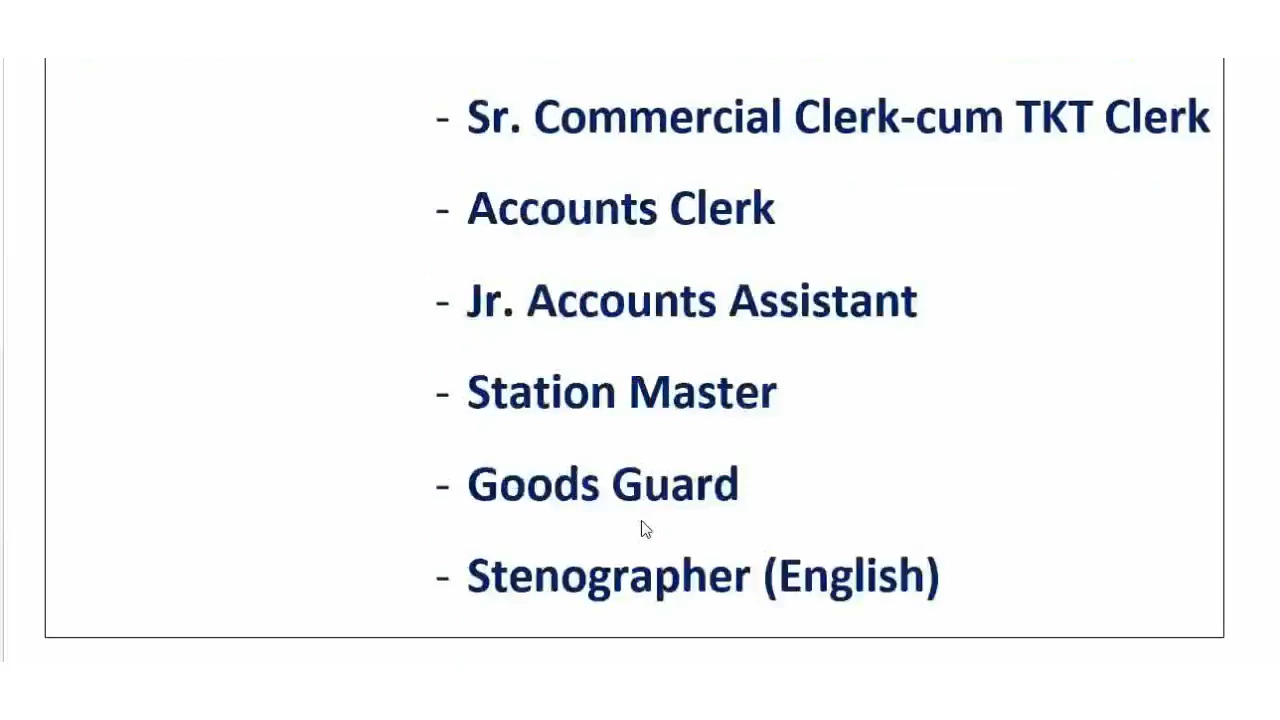 - Sr. Commercial Clerk-cum TKT Clerk
- Accounts Clerk
- Jr. Accounts Assistant
- Station Master
- Goods Guard
- Stenographer (English)